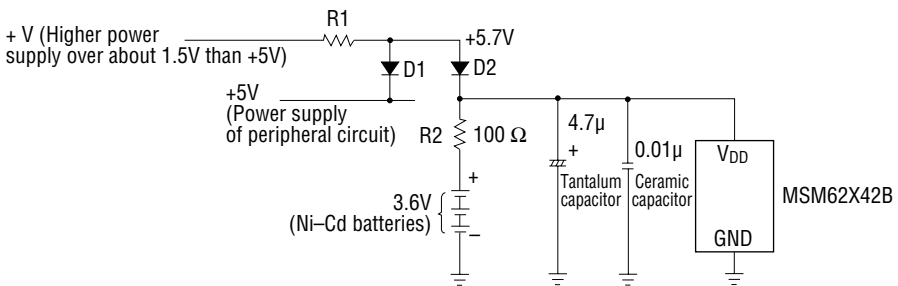 R1
+ V (Higher power
supply over about 1.5V than +5V)
+5.7V
D1
D2
+5V
(Power supply
of peripheral circuit)
R2
100 Ω
4.7μ
+
Tantalum
capacitor
0.01μ
Ceramic
capacitor
VDD
GND
MSM62X42B
+
3.6V
(Ni–Cd batteries)
–